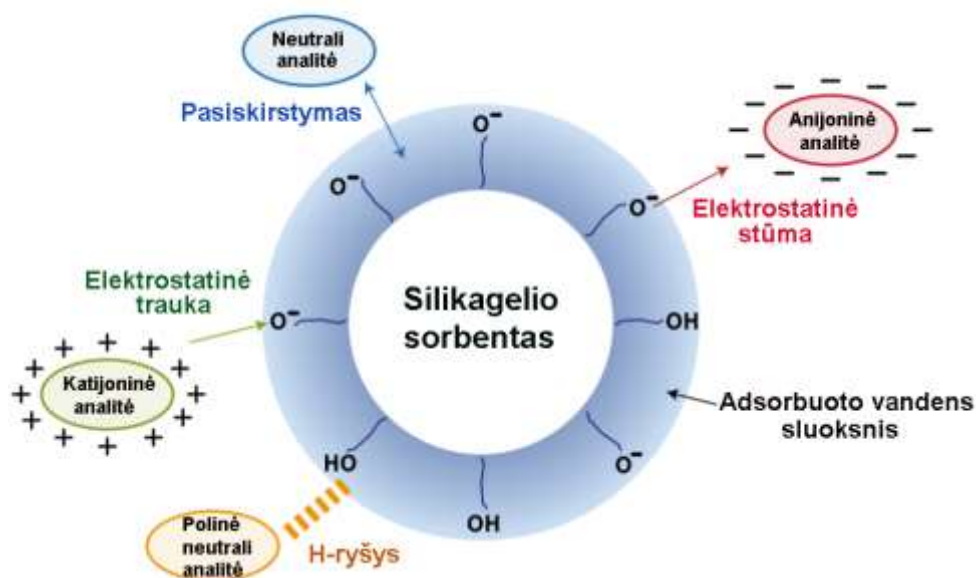 Neutrali
analitė
Pasiskirstymas
O−
O−
O−
Anijoninė
analitė
− − − − − − − − − − − −
Elektrostatinė
stūma
Elektrostatinė
trauka
O−
Silikagelio
sorbentas
OH
+ + + + + + + + + + + +
Katijoninė
analitė
Adsorbuoto vandens
sluoksnis
HO
O−
OH
Polinė
neutrali
analitė
H-ryšys